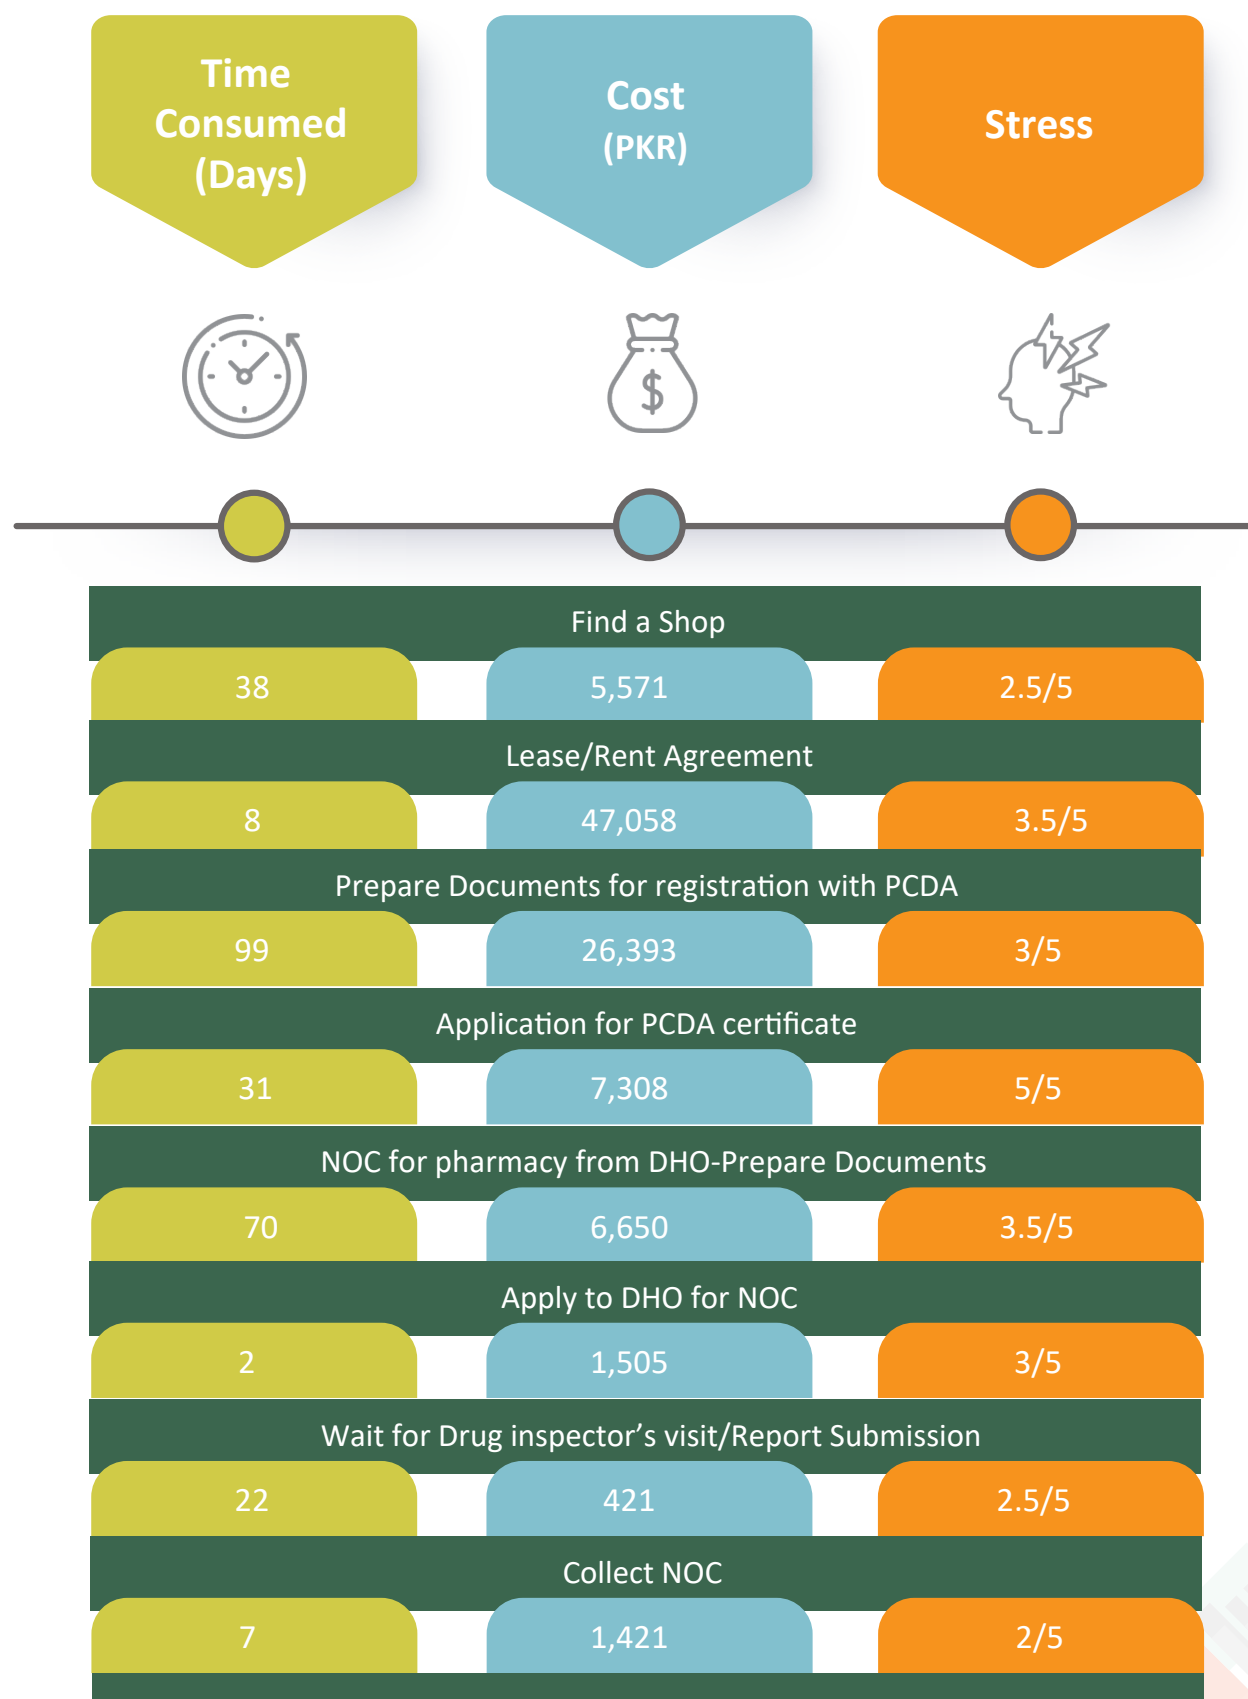 Time
Consumed
(Days)
Cost
(PKR)
Stress
$
Find a Shop
38 5,571 2.5/5
Lease/Rent Agreement
8 47,058 3.5/5
Prepare Documents for registration with PCDA
99 26,393 3/5
Application for PCDA certificate
31 7,308 5/5
NOC for pharmacy from DHO-Prepare Documents
70 6,650 3.5/5
Apply to DHO for NOC
2 1,505 3/5
Wait for Drug inspector’s visit/Report Submission
22 421 2.5/5
Collect NOC
7 1,421 2/5